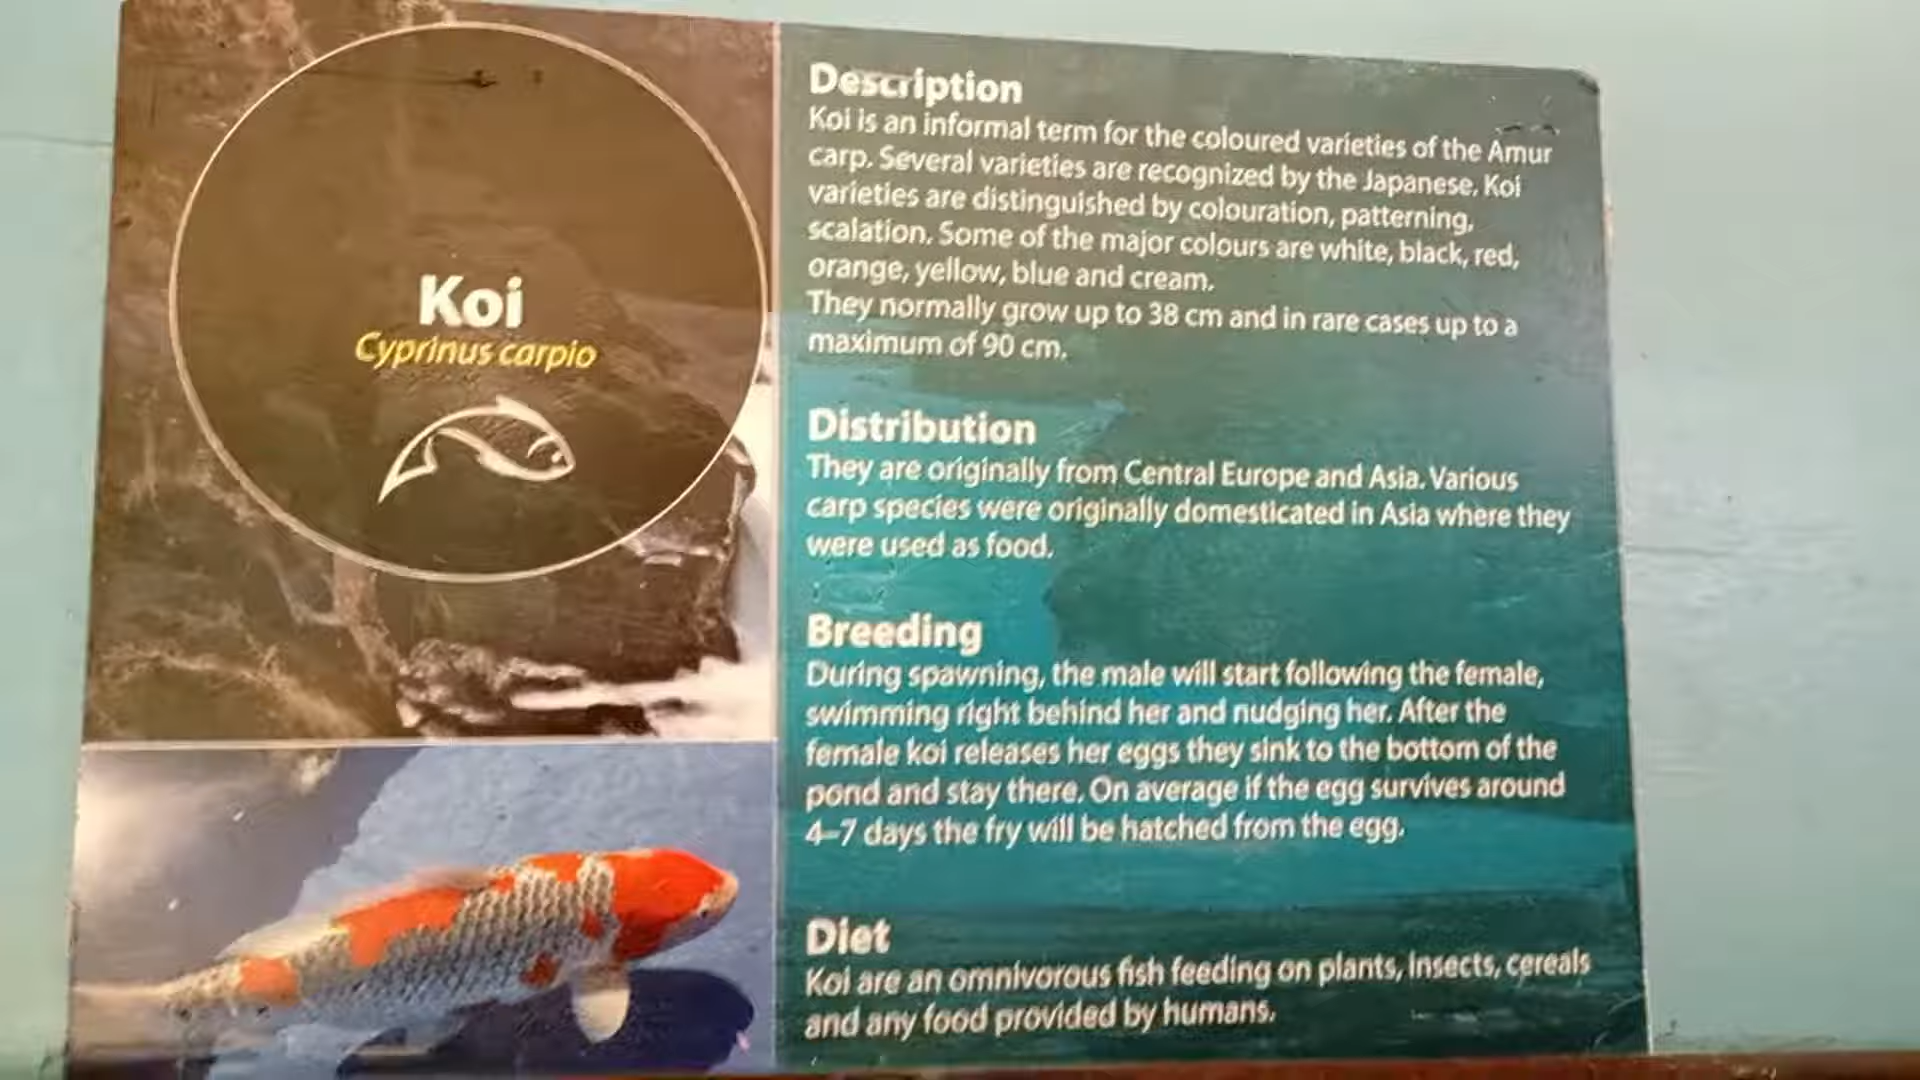 Koi
Cyprinus carpio
Description
Koi is an informal term for the coloured varieties of the Amur
carp. Several varieties are recognized by the Japanese. Koi
varieties are distinguished by colouration, patterning,
scalation. Some of the major colours are white, black, red,
orange, yellow, blue and cream.
They normally grow up to 38 cm and in rare cases up to a
maximum of 90 cm.
Distribution
They are originally from Central Europe and Asia. Various
carp species were originally domesticated in Asia where they
were used as food.
Breeding
During spawning, the male will start following the female,
swimming right behind her and nudging her. After the
female koi releases her eggs they sink to the bottom of the
pond and stay there. On average if the egg survives around
4–7 days the fry will be hatched from the egg.
Diet
Koi are an omnivorous fish feeding on plants, insects, cereals
and any food provided by humans.